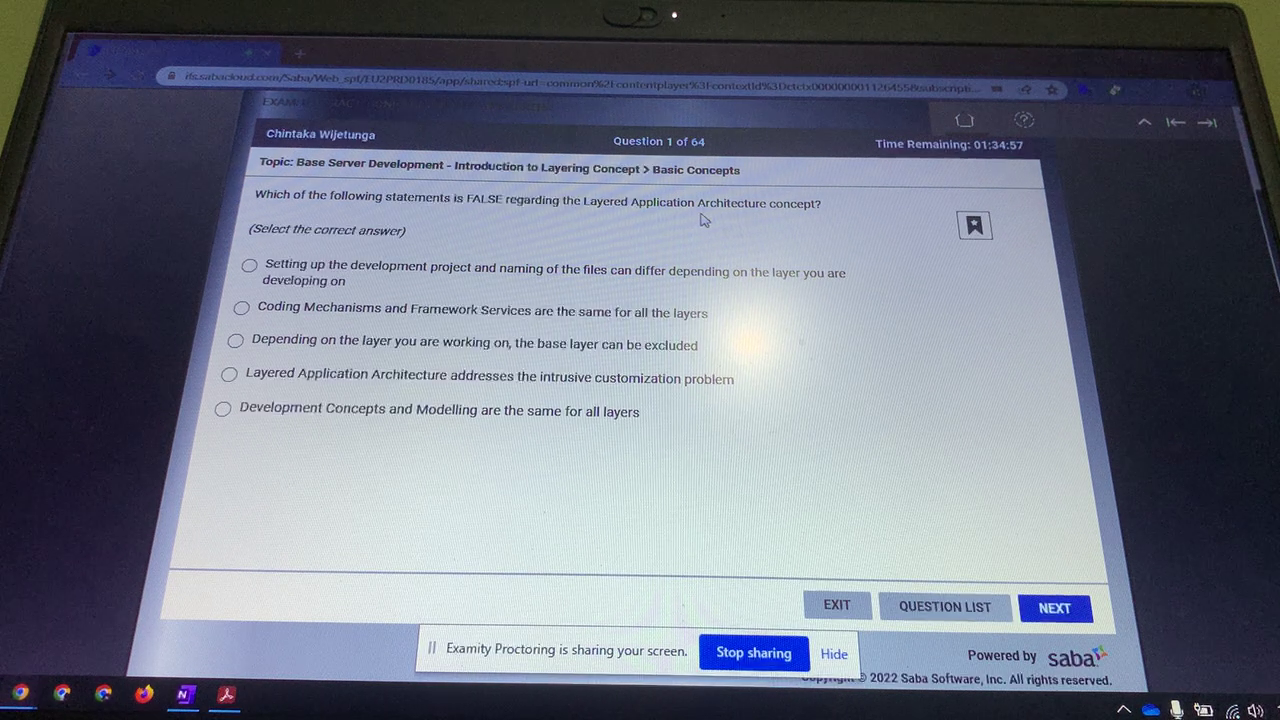 Chintaka Wijetunga
Question 1 of 64
Time Remaining: 01:34:57
Topic: Base Server Development - Introduction to Layering Concept > Basic Concepts
Which of the following statements is FALSE regarding the Layered Application Architecture concept?
(Select the correct answer)
Setting up the development project and naming of the files can differ depending on the layer you are
developing on
Coding Mechanisms and Framework Services are the same for all the layers
Depending on the layer you are working on, the base layer can be excluded
Layered Application Architecture addresses the intrusive customization problem
Development Concepts and Modelling are the same for all layers
EXIT
QUESTION LIST
NEXT
Examity Proctoring is sharing your screen.
Stop sharing
Hide
Powered by saba
© 2022 Saba Software, Inc. All rights reserved.